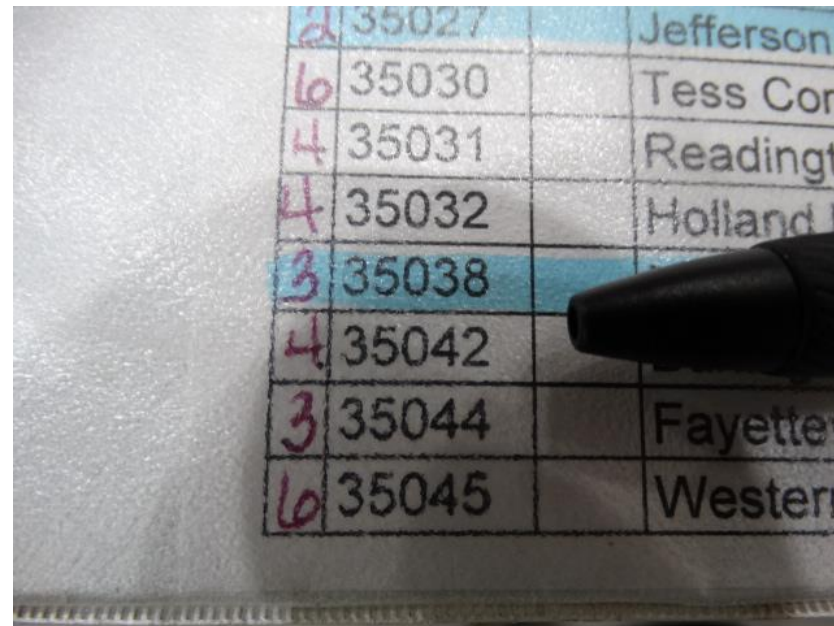 2 35027 Jefferson
6 35030 Tess Cor
4 35031 Readingt
4 35032 Holland
3 35038
4 35042
3 35044 Fayette
6 35045 Western